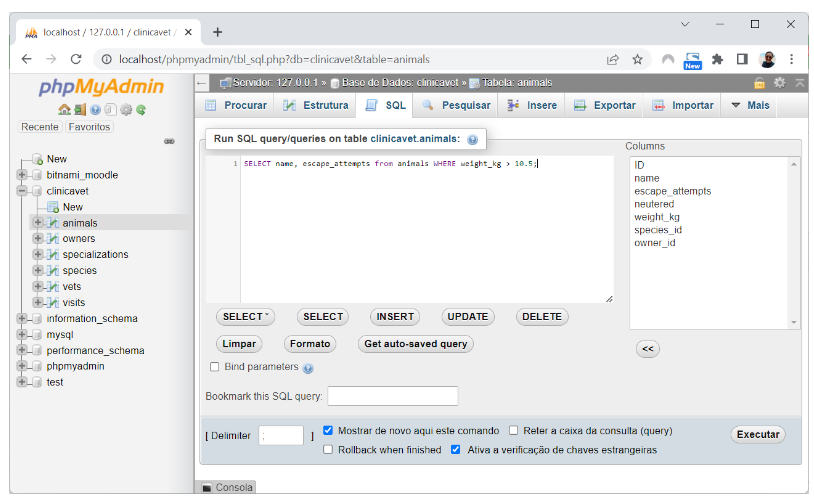 localhost / 127.0.0.1 / clinicavet /
localhost/phpmyadmin/tbl_sql.php?db=clinicavet&table=animals
New
phpMyAdmin
Recente Favoritos
New
bitnami_moodle
clinicavet
New
animals
owners
specializations
species
vets
visits
information_schema
mysql
performance_schema
phpmyadmin
test
Servidor: 127.0.0.1 » Base de Dados: clinicavet » Tabela: animals
Procurar Estrutura SQL Pesquisar Insere Exportar Importar Mais
Run SQL query/queries on table clinicavet.animals:
1 SELECT name, escape_attempts from animals WHERE weight_kg > 10.5;
Columns
ID
name
escape_attempts
neutered
weight_kg
species_id
owner_id
SELECT * SELECT INSERT UPDATE DELETE
Limpar Formato Get auto-saved query
<<
Bind parameters
Bookmark this SQL query:
[ Delimiter ; ] Mostrar de novo aqui este comando Reter a caixa da consulta (query)
Rollback when finished Ativa a verificação de chaves estrangeiras
Executar
Consola